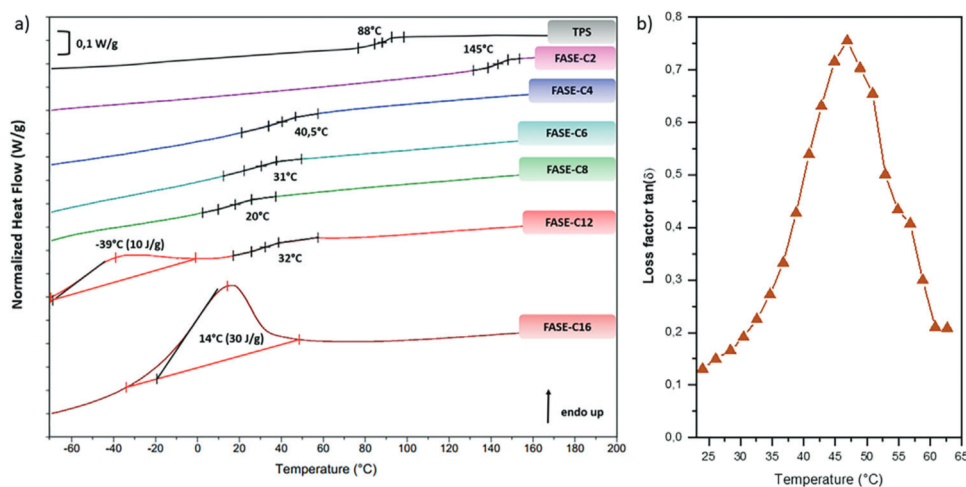 a)
0,1 W/g
88°C
TPS
145°C
FASE-C2
FASE-C4
40,5°C
FASE-C6
31°C
FASE-C8
20°C
FASE-C12
-39°C (10 J/g)
32°C
FASE-C16
14°C (30 J/g)
endo up
Normalized Heat Flow (W/g)
-60 -40 -20 0 20 40 60 80 100 120 140 160 180 200
Temperature (°C)
b)
Loss factor tan(δ)
0,8
0,7
0,6
0,5
0,4
0,3
0,2
0,1
0,0
25 30 35 40 45 50 55 60 65
Temperature (°C)